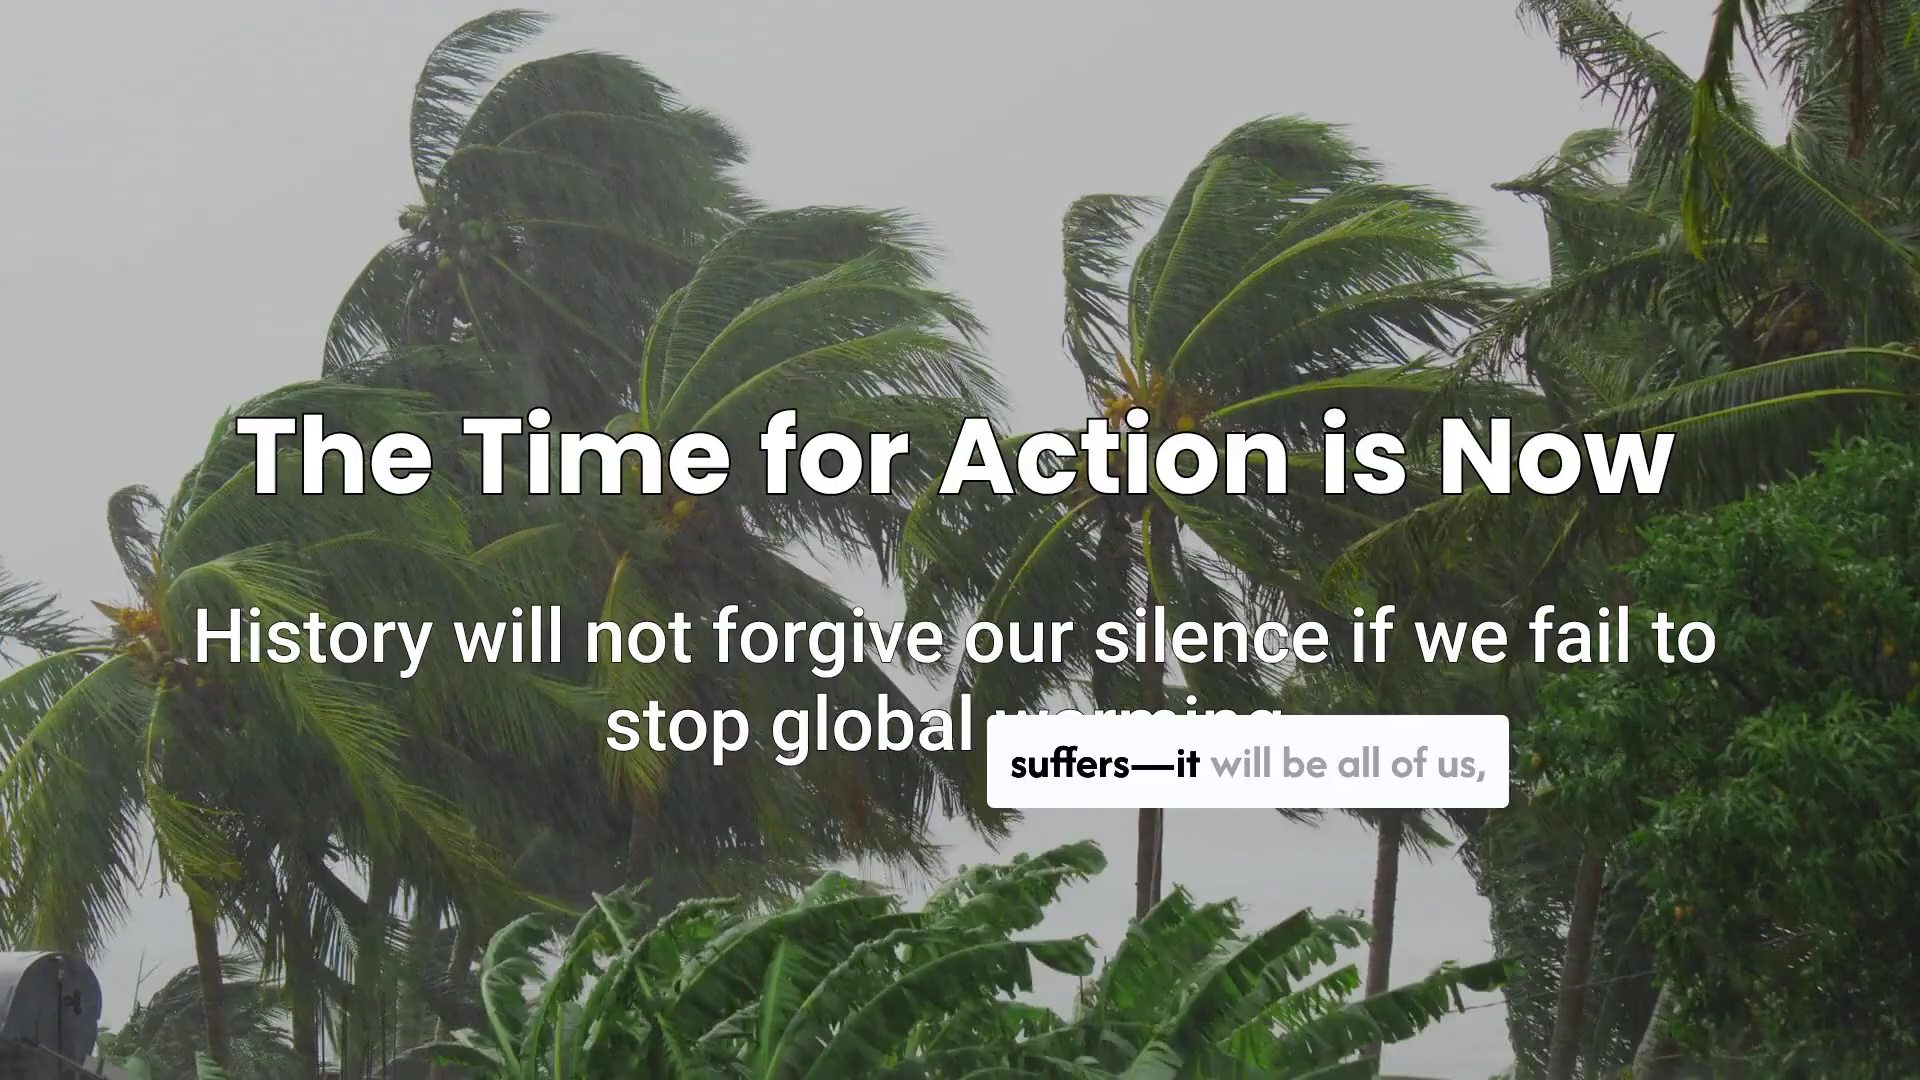 The Time for Action is Now
History will not forgive our silence if we fail to
stop global warming
suffers—it will be all of us,